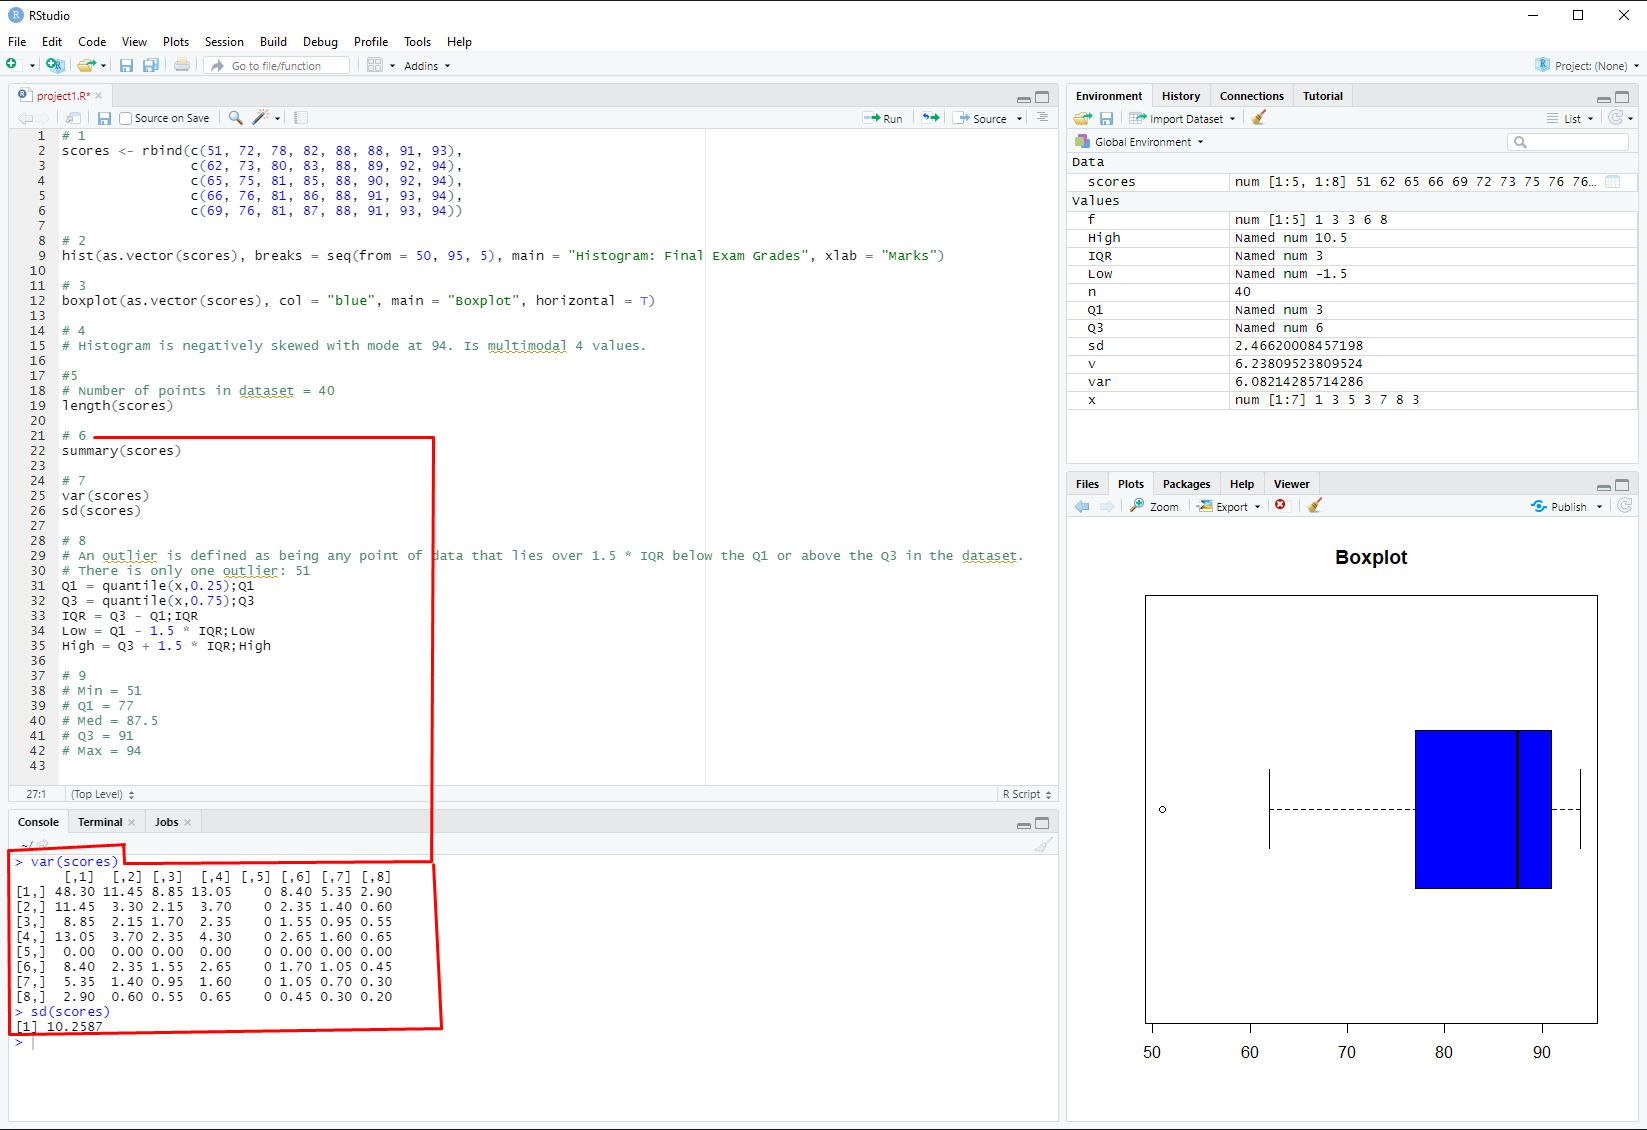 RStudio
File Edit Code View Plots Session Build Debug Profile Tools Help
Go to file/function Addins Project: (None)
project1.R*
Source on Save Run Source
1 # 1
2 scores <- rbind(c(51, 72, 78, 82, 88, 88, 91, 93),
3 c(62, 73, 80, 83, 88, 89, 92, 94),
4 c(65, 75, 81, 85, 88, 90, 92, 94),
5 c(66, 76, 81, 86, 88, 91, 93, 94),
6 c(69, 76, 81, 87, 88, 91, 93, 94))
7
8 # 2
9 hist(as.vector(scores), breaks = seq(from = 50, 95, 5), main = "Histogram: Final Exam Grades", xlab = "Marks")
10
11 # 3
12 boxplot(as.vector(scores), col = "blue", main = "Boxplot", horizontal = T)
13
14 # 4
15 # Histogram is negatively skewed with mode at 94. Is multimodal 4 values.
16
17 #5
18 # Number of points in dataset = 40
19 length(scores)
20
21 # 6
22 summary(scores)
23
24 # 7
25 var(scores)
26 sd(scores)
27
28 # 8
29 # An outlier is defined as being any point of data that lies over 1.5 * IQR below the Q1 or above the Q3 in the dataset.
30 # There is only one outlier: 51
31 Q1 = quantile(x,0.25);Q1
32 Q3 = quantile(x,0.75);Q3
33 IQR = Q3 - Q1;IQR
34 Low = Q1 - 1.5 * IQR;Low
35 High = Q3 + 1.5 * IQR;High
36
37 # 9
38 # Min = 51
39 # Q1 = 77
40 # Med = 87.5
41 # Q3 = 91
42 # Max = 94
43
27:1 (Top Level) R Script
Console Terminal Jobs
~/
> var(scores)
[,1] [,2] [,3] [,4] [,5] [,6] [,7] [,8]
[1,] 48.30 11.45 8.85 13.05 0 8.40 5.35 2.90
[2,] 11.45 3.30 2.15 3.70 0 2.35 1.40 0.60
[3,] 8.85 2.15 1.70 2.35 0 1.55 0.95 0.55
[4,] 13.05 3.70 2.35 4.30 0 2.65 1.60 0.65
[5,] 0.00 0.00 0.00 0.00 0 0.00 0.00 0.00
[6,] 8.40 2.35 1.55 2.65 0 1.70 1.05 0.45
[7,] 5.35 1.40 0.95 1.60 0 1.05 0.70 0.30
[8,] 2.90 0.60 0.55 0.65 0 0.45 0.30 0.20
> sd(scores)
[1] 10.2587
>
Environment History Connections Tutorial
Import Dataset List
Global Environment
Data
scores num [1:5, 1:8] 51 62 65 66 69 72 73 75 76 76…
Values
f num [1:5] 1 3 3 6 8
High Named num 10.5
IQR Named num 3
Low Named num -1.5
n 40
Q1 Named num 3
Q3 Named num 6
sd 2.46620008457198
v 6.23809523809524
var 6.08214285714286
x num [1:7] 1 3 5 3 7 8 3
Files Plots Packages Help Viewer
Zoom Export Publish
Boxplot
50 60 70 80 90